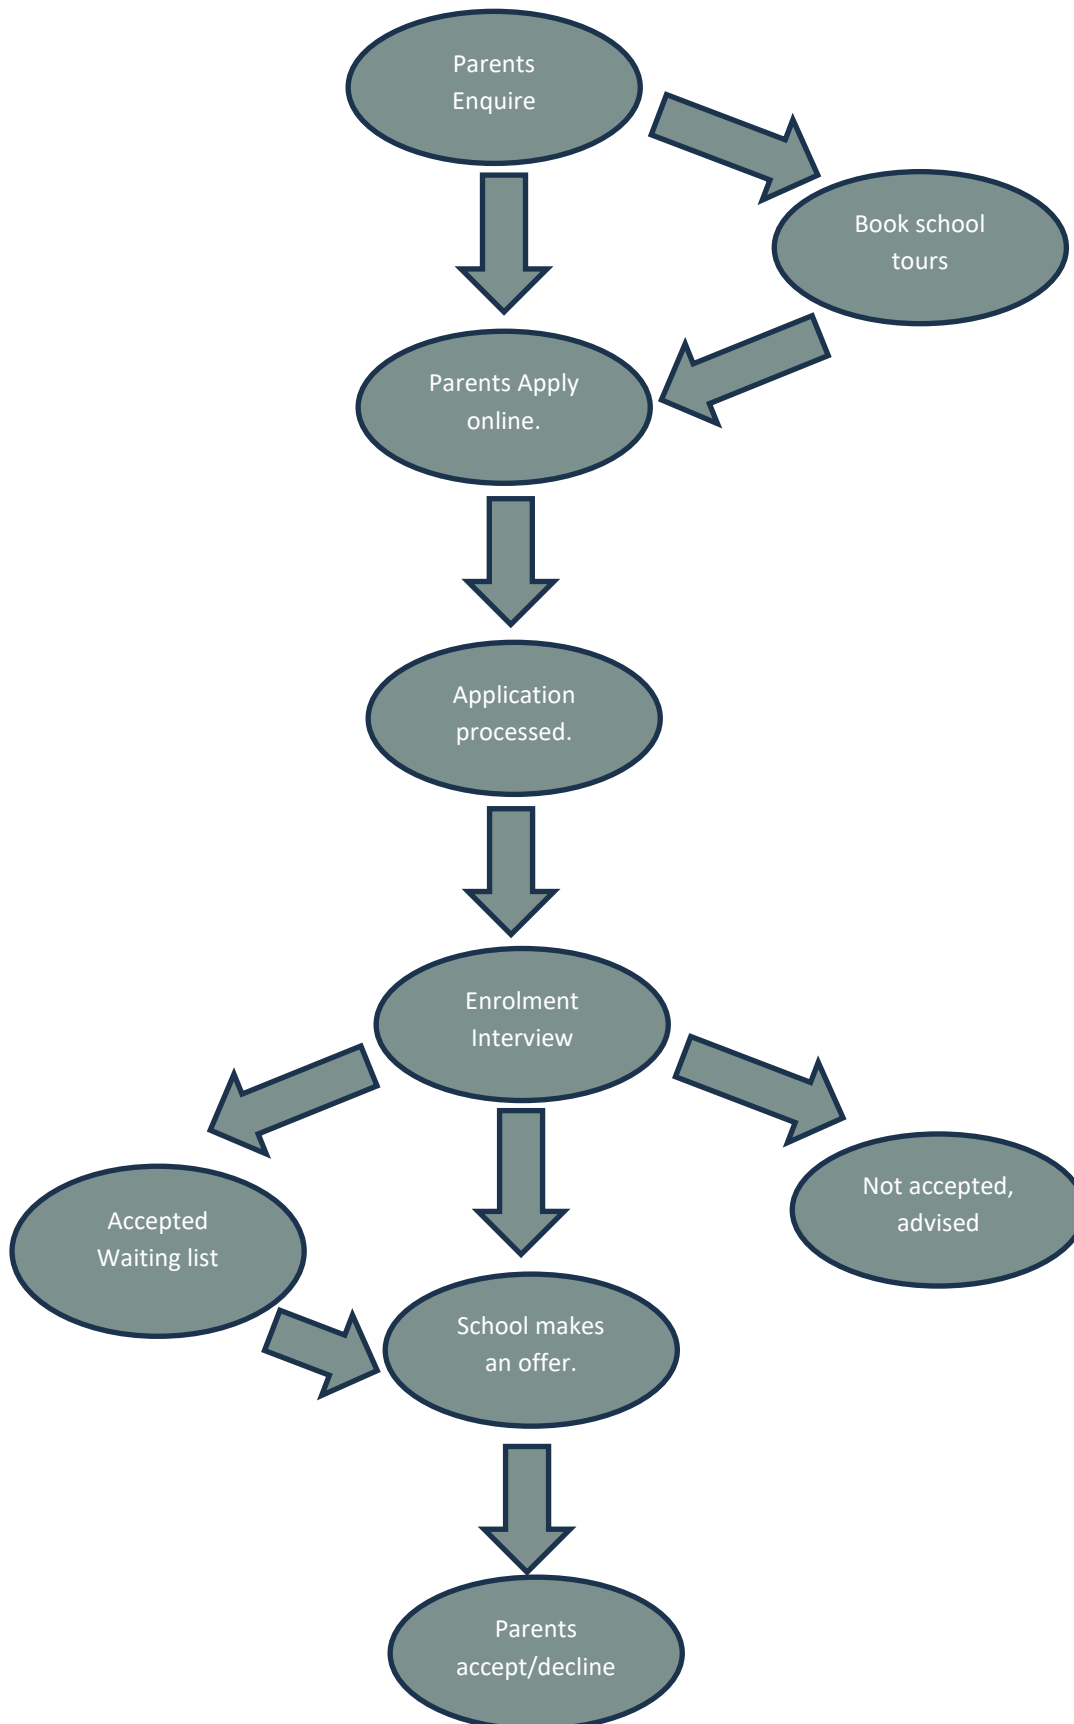 Parents
Enquire
Book school
tours
Parents Apply
online.
Application
processed.
Enrolment
Interview
Not accepted,
advised
Accepted
Waiting list
School makes
an offer.
Parents
accept/decline